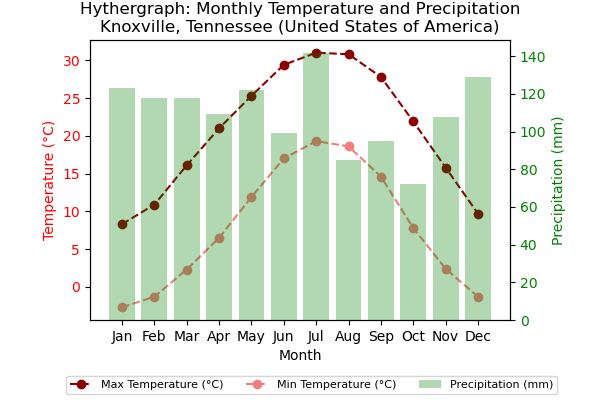 Hythergraph: Monthly Temperature and Precipitation
Knoxville, Tennessee (United States of America)
30
25
20
15
10
5
0
Temperature (°C)
140
120
100
80
60
40
20
0
Precipitation (mm)
Jan Feb Mar Apr May Jun Jul Aug Sep Oct Nov Dec
Month
Max Temperature (°C) Min Temperature (°C) Precipitation (mm)